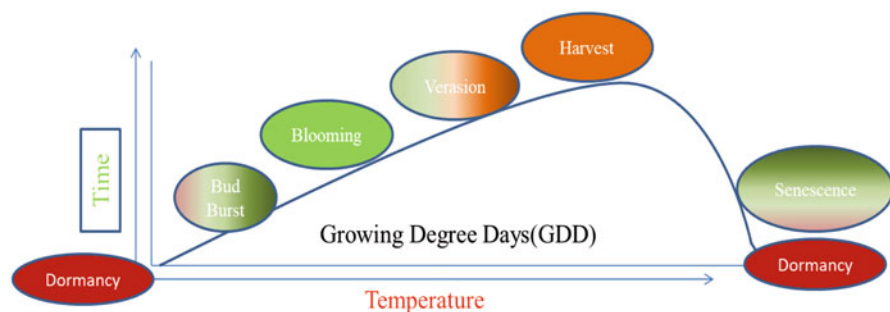 Harvest
Verasion
Blooming
Time
Bud
Burst
Senescence
Growing Degree Days(GDD)
Dormancy
Dormancy
Temperature